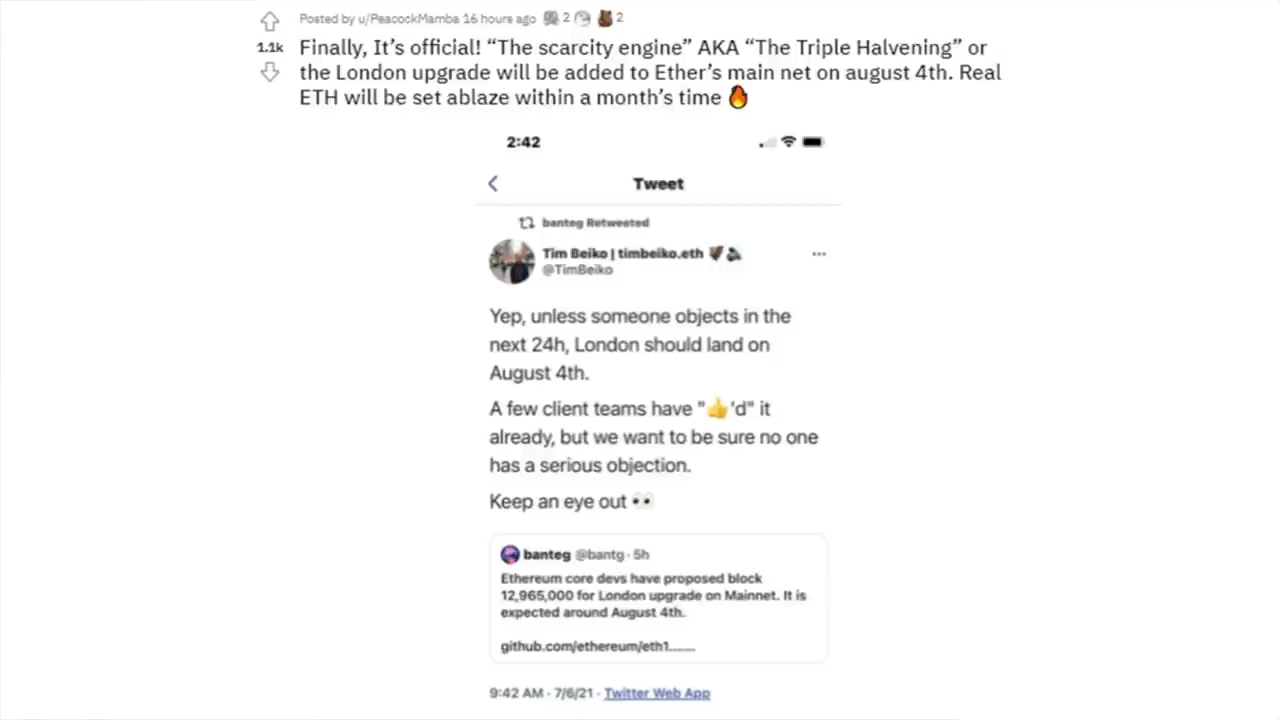 Posted by u/PeacockMamba 16 hours ago 2 2
1.1k
Finally, It's official! “The scarcity engine” AKA “The Triple Halvening” or
the London upgrade will be added to Ether's main net on august 4th. Real
ETH will be set ablaze within a month's time 🔥
2:42
Tweet
banteg Retweeted
Tim Beiko | timbeiko.eth
@TimBeiko
Yep, unless someone objects in the
next 24h, London should land on
August 4th.
A few client teams have "👍'd" it
already, but we want to be sure no one
has a serious objection.
Keep an eye out 👀
banteg @bantg · 5h
Ethereum core devs have proposed block
12,965,000 for London upgrade on Mainnet. It is
expected around August 4th.
github.com/ethereum/eth1........
9:42 AM · 7/6/21 · Twitter Web App